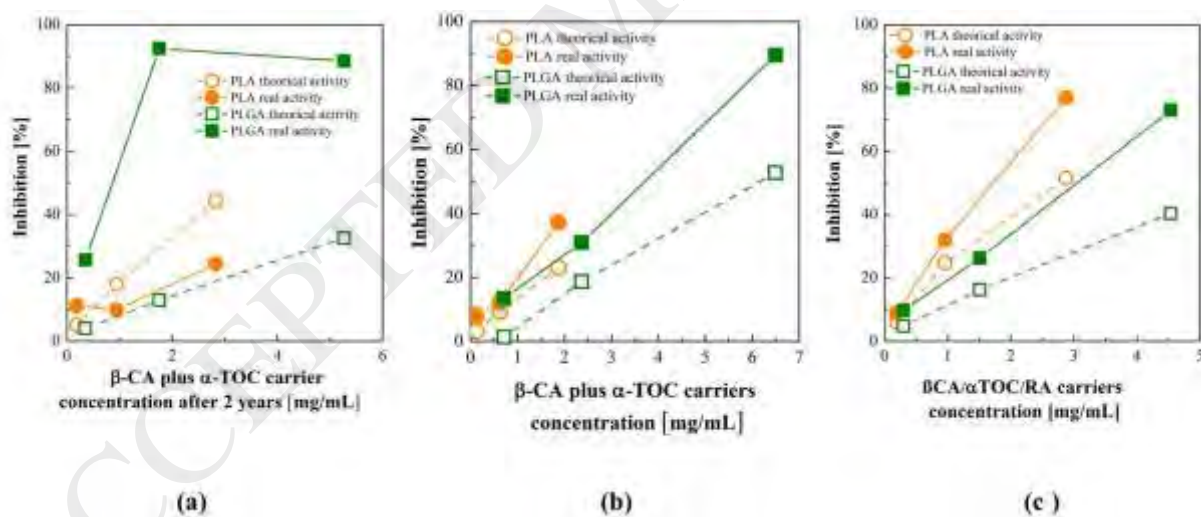 100
80
60
40
20
0
0
2
4
6
Inhibition [%]
PLA theorical activity
PLA real activity
PLGA theorical activity
PLGA real activity
β-CA plus α-TOC carrier
concentration after 2 years [mg/mL]
(a)
100
80
60
40
20
0
0
1
2
3
4
5
6
7
Inhibition [%]
PLA theorical activity
PLA real activity
PLGA theorical activity
PLGA real activity
β-CA plus α-TOC carriers
concentration [mg/mL]
(b)
100
80
60
40
20
0
0
1
2
3
4
5
Inhibition [%]
PLA theorical activity
PLA real activity
PLGA theorical activity
PLGA real activity
βCA/αTOC/RA carriers
concentration [mg/mL]
(c )
CCEPTED M